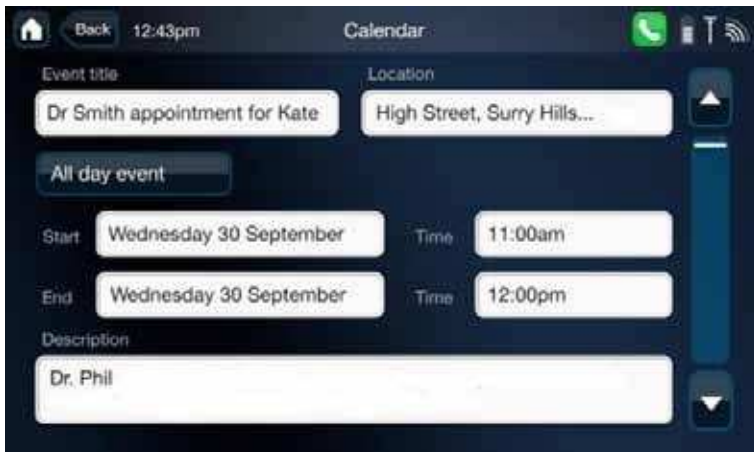 Back 12:43pm Calendar
Event title Location
Dr Smith appointment for Kate High Street, Surry Hills...
All day event
Start Wednesday 30 September Time 11:00am
End Wednesday 30 September Time 12:00pm
Description
Dr. Phil